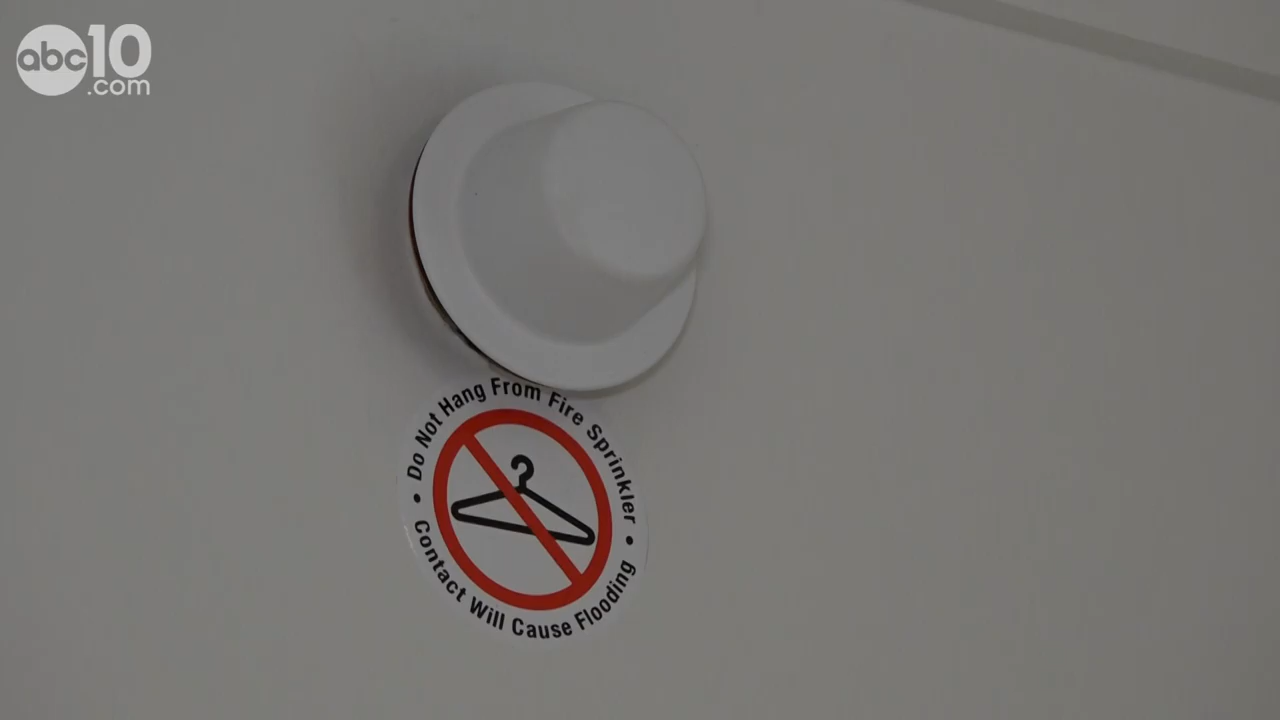 abc10
.com
• Do Not Hang From Fire Sprinkler •
Contact Will Cause Flooding